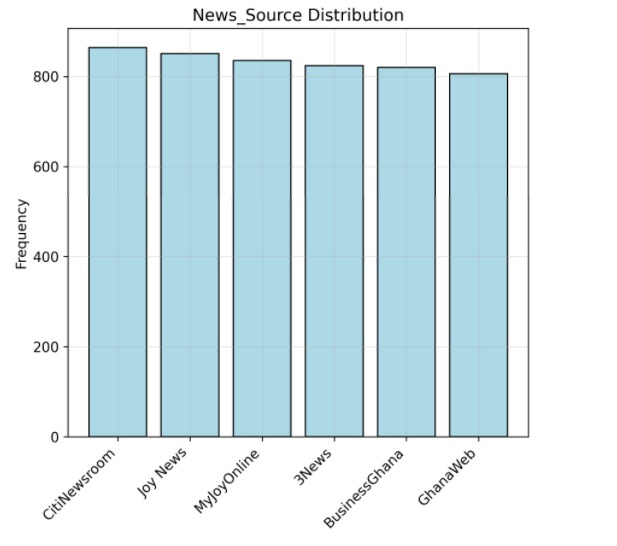 News_Source Distribution
Frequency
800
600
400
200
0
CitiNewsroom
Joy News
MyJoyOnline
3News
BusinessGhana
GhanaWeb